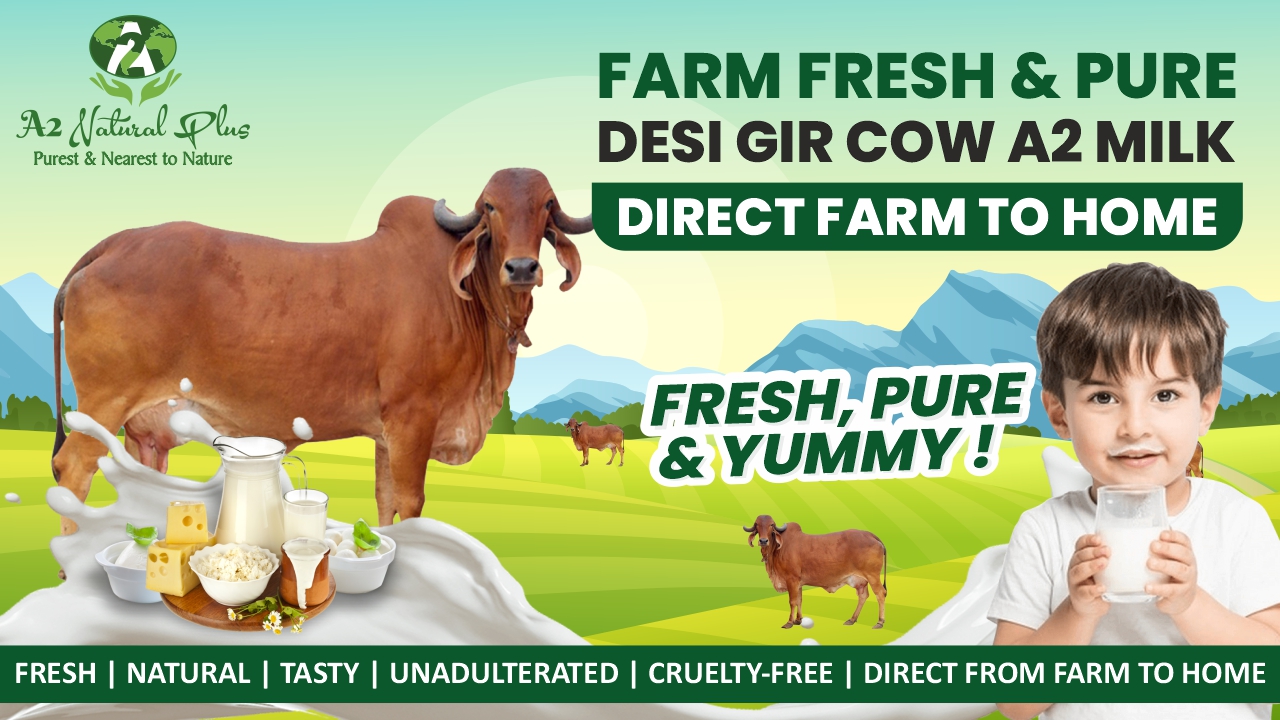 A2
A2 Natural Plus
Purest & Nearest to Nature
FARM FRESH & PURE
DESI GIR COW A2 MILK
DIRECT FARM TO HOME
FRESH, PURE
& YUMMY !
FRESH | NATURAL | TASTY | UNADULTERATED | CRUELTY-FREE | DIRECT FROM FARM TO HOME